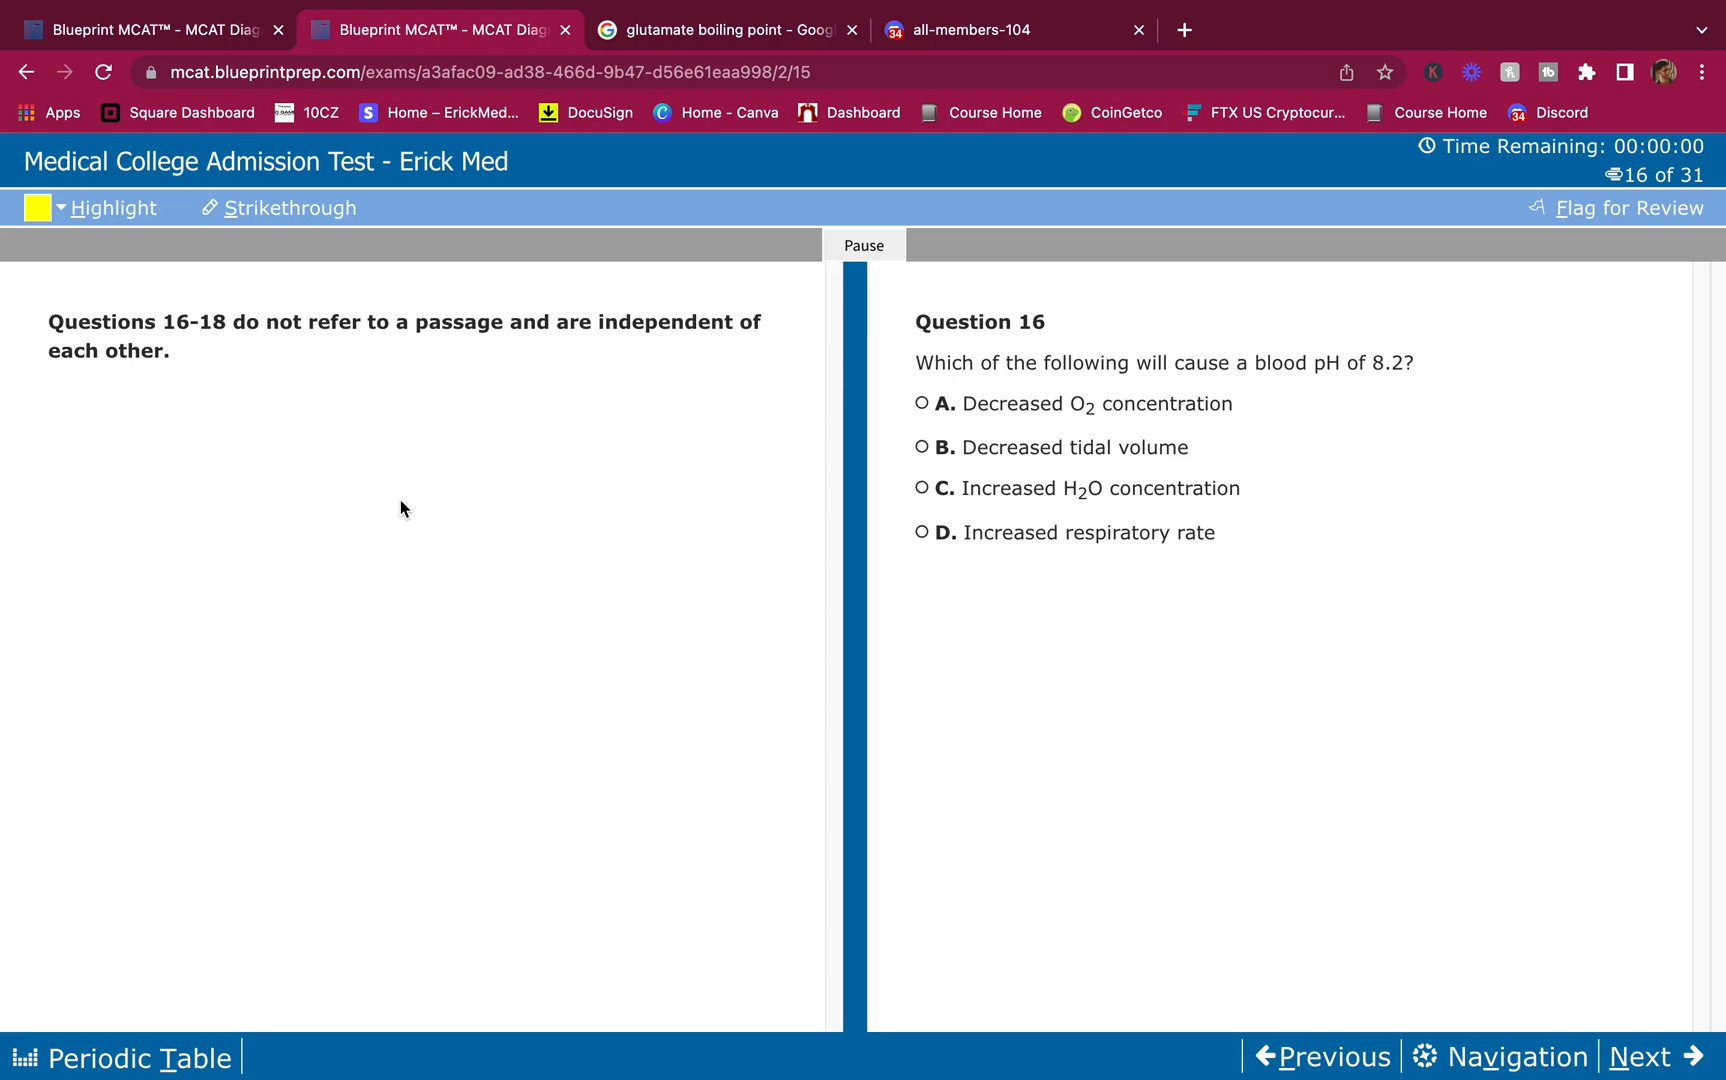 Blueprint MCAT™ - MCAT Diag
Blueprint MCAT™ - MCAT Diag
glutamate boiling point - Goog
34
all-members-104
mcat.blueprintprep.com/exams/a3afac09-ad38-466d-9b47-d56e61eaa998/2/15
K
tb
Apps
Square Dashboard
10CZ
S
Home – ErickMed...
DocuSign
C
Home - Canva
Dashboard
Course Home
CoinGetco
FTX US Cryptocur...
Course Home
34
Discord
Medical College Admission Test - Erick Med
Time Remaining: 00:00:00
16 of 31
Highlight
Strikethrough
Flag for Review
Pause
Questions 16-18 do not refer to a passage and are independent of
each other.
Question 16
Which of the following will cause a blood pH of 8.2?
A. Decreased O2 concentration
B. Decreased tidal volume
C. Increased H2O concentration
D. Increased respiratory rate
Periodic Table
Previous
Navigation
Next